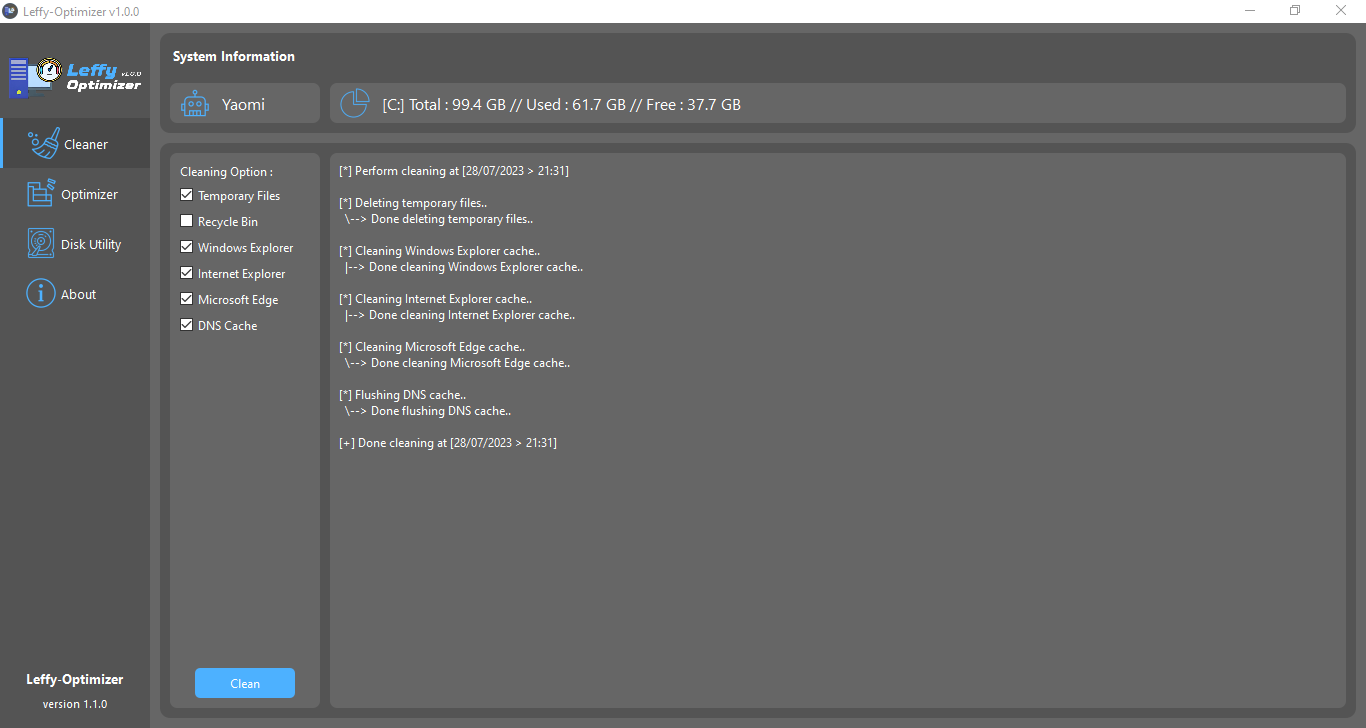 Leffy-Optimizer v1.0.0
Leffy v1.0.0
Optimizer
Cleaner
Optimizer
Disk Utility
About
Leffy-Optimizer
version 1.1.0
System Information
Yaomi
[C:] Total : 99.4 GB // Used : 61.7 GB // Free : 37.7 GB
Cleaning Option :
Temporary Files
Recycle Bin
Windows Explorer
Internet Explorer
Microsoft Edge
DNS Cache
Clean
[*] Perform cleaning at [28/07/2023 > 21:31]
[*] Deleting temporary files..
\--> Done deleting temporary files..
[*] Cleaning Windows Explorer cache..
|--> Done cleaning Windows Explorer cache..
[*] Cleaning Internet Explorer cache..
|--> Done cleaning Internet Explorer cache..
[*] Cleaning Microsoft Edge cache..
\--> Done cleaning Microsoft Edge cache..
[*] Flushing DNS cache..
\--> Done flushing DNS cache..
[+] Done cleaning at [28/07/2023 > 21:31]